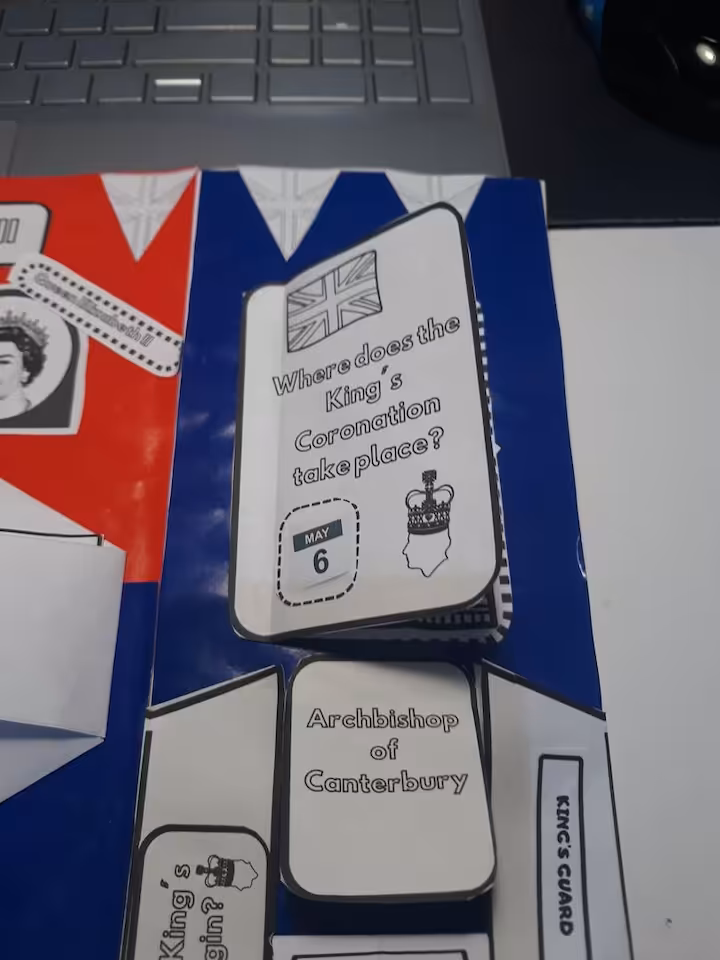 Queen Elizabeth II
Where does the
King's
Coronation
take place?
MAY
6
Archbishop
of
Canterbury
King's
KING'S GUARD